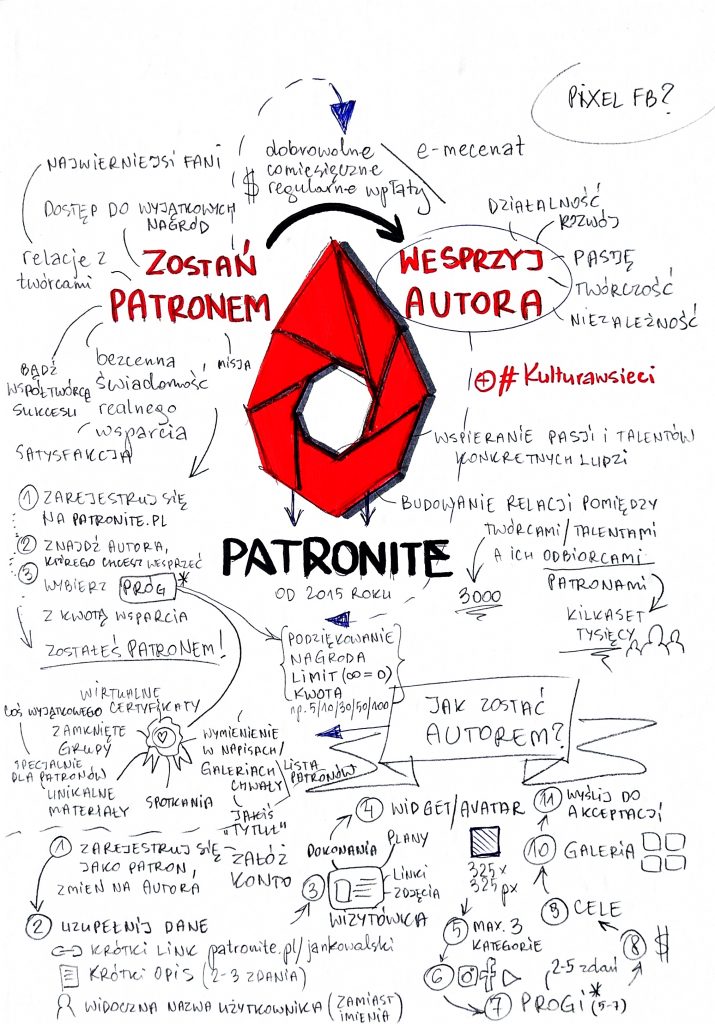 PIXEL FB?
NAJWIERNIEJSI FANI
DOSTĘP DO WYJĄTKOWYCH
NAGRÓD
relacje z
twórcami
ZOSTAŃ
PATRONEM
dobrowolne
comiesięczne
$ regularne wpłaty
e-mecenat
WESPRZYJ
AUTORA
DZIAŁALNOŚĆ
ROZWÓJ
PASJĘ
TWÓRCZOŚĆ
NIEZALEŻNOŚĆ
+ #Kulturawsieci
BĄDŹ
WSPÓŁTWÓRCĄ
SUKCESU
bezcenna
świadomość
realnego
wsparcia
MISJA
SATYSFAKCJA
WSPIERANIE PASJI I TALENTÓW
KONKRETNYCH LUDZI
BUDOWANIE RELACJI POMIĘDZY
TWÓRCAMI/TALENTAMI
A ICH ODBIORCAMI
PATRONAMI
3000
KILKASET
TYSIĘCY
PATRONITE
OD 2015 ROKU
1 ZAREJESTRUJ SIĘ
NA PATRONITE.PL
2 ZNAJDŹ AUTORA,
KTÓREGO CHCESZ WESPRZEĆ
3 WYBIERZ PRÓG*
Z KWOTĄ WSPARCIA
ZOSTAŁEŚ PATRONEM!
PODZIĘKOWANIE
NAGRODA
LIMIT (∞ = 0)
KWOTA
np. 5/10/30/50/100
WIRTUALNE
CERTYFIKATY
COŚ WYJĄTKOWEGO
ZAMKNIĘTE
GRUPY
SPECJALNIE
DLA PATRONÓW
UNIKALNE
MATERIAŁY
SPOTKANIA
WYMIENIENIE
W NAPISACH/
GALERIACH
CHWAŁY
LISTA
PATRONÓW
JAKIŚ
"TYTUŁ"
JAK ZOSTAĆ
AUTOREM?
1 ZAREJESTRUJ SIĘ
JAKO PATRON,
ZMIEŃ NA AUTORA
ZAŁÓŻ
KONTO
2 UZUPEŁNIJ DANE
KRÓTKI LINK patronite.pl/jankowalski
KRÓTKI OPIS (2-3 ZDANIA)
WIDOCZNA NAZWA UŻYTKOWNIKA (ZAMIAST
IMIENIA)
3
DOKONANIA
PLANY
LINKI
ZDJĘCIA
WIZYTÓWKA
4 WIDGET/AVATAR
325 x
325 px
5 MAX. 3
KATEGORIE
6
7 PROGI* (5-7)
2-5 zdań
8 $
9 CELE
10 GALERIA
11 WYŚLIJ DO
AKCEPTACJI